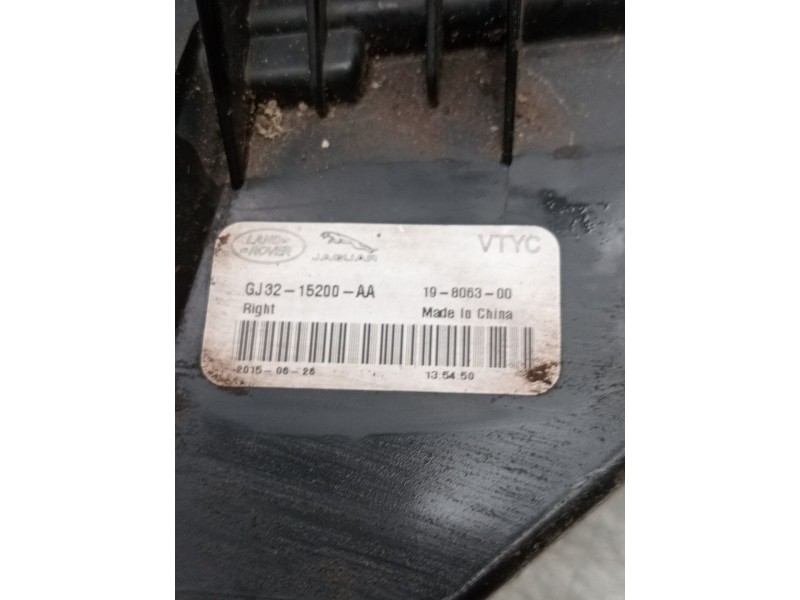 LAND ROVER
JAGUAR
VTYC
GJ32-15200-AA
19-8063-00
Right
Made In China
2015-06-26
13:54:50